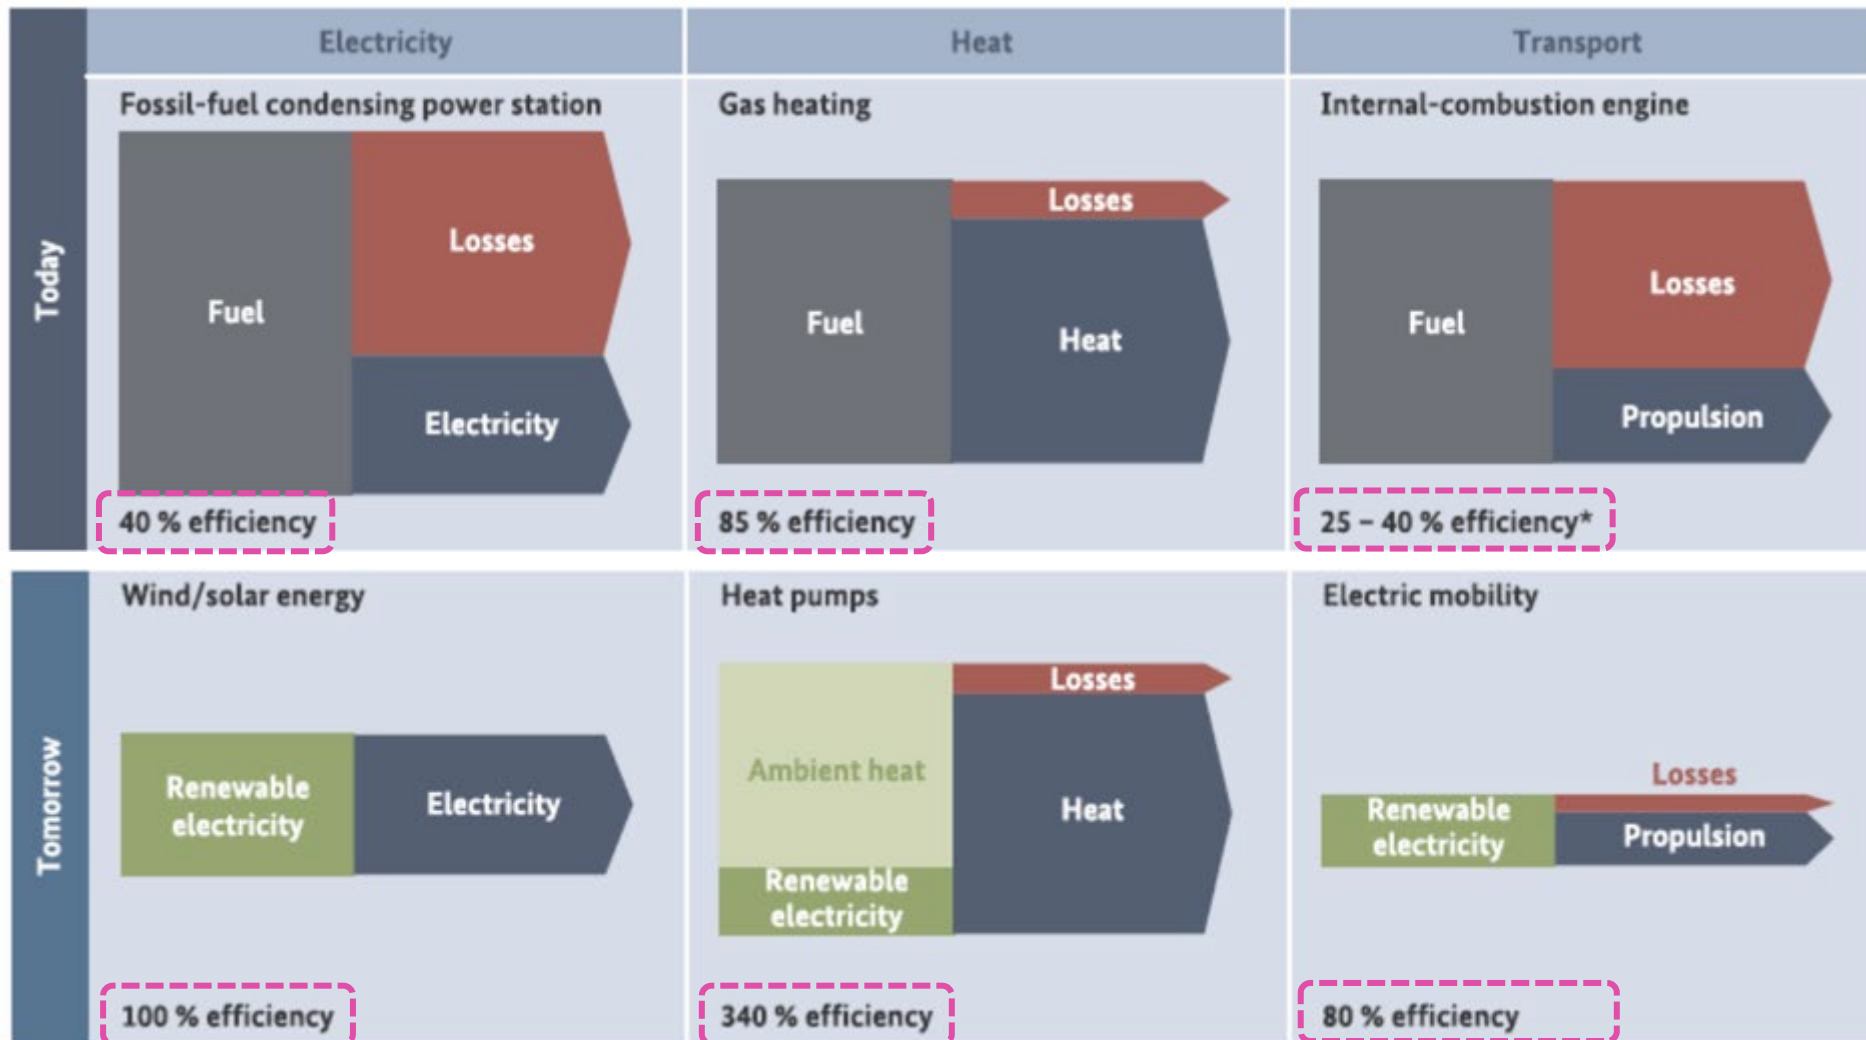 Electricity
Heat
Transport
Today
Fossil-fuel condensing power station
Fuel
Losses
Electricity
40 % efficiency
Gas heating
Fuel
Losses
Heat
85 % efficiency
Internal-combustion engine
Fuel
Losses
Propulsion
25 – 40 % efficiency*
Tomorrow
Wind/solar energy
Renewable
electricity
Electricity
100 % efficiency
Heat pumps
Ambient heat
Renewable
electricity
Losses
Heat
340 % efficiency
Electric mobility
Renewable
electricity
Losses
Propulsion
80 % efficiency